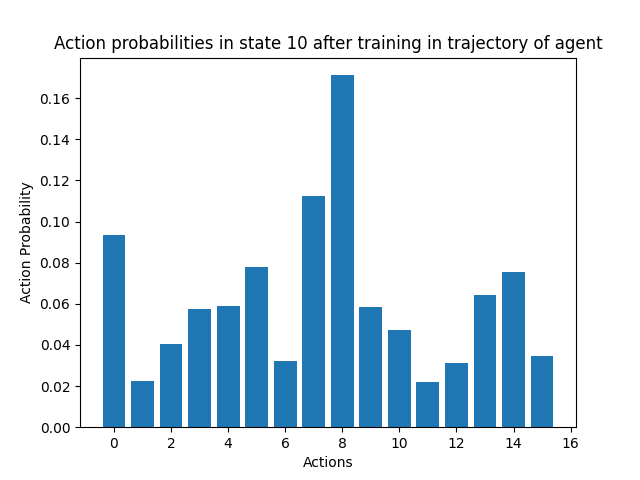 Action probabilities in state 10 after training in trajectory of agent
0.16
0.14
0.12
0.10
0.08
0.06
0.04
0.02
0.00
Action Probability
0 2 4 6 8 10 12 14 16
Actions